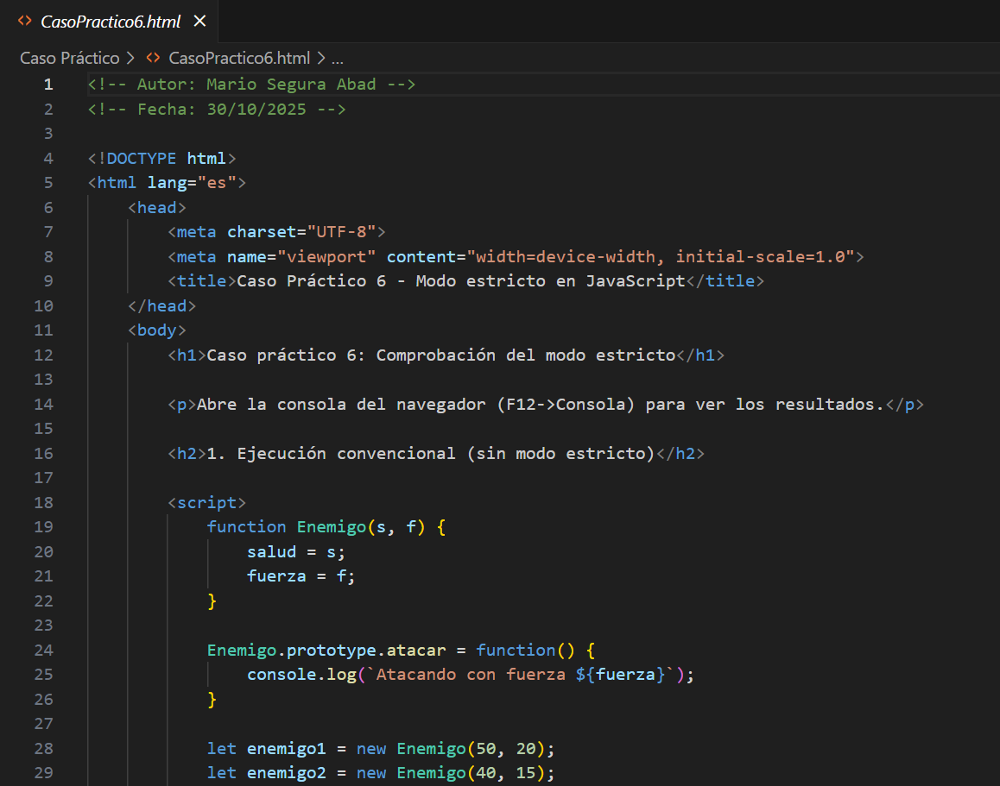 CasoPractico6.html
Caso Práctico > CasoPractico6.html > ...
1 <!-- Autor: Mario Segura Abad -->
2 <!-- Fecha: 30/10/2025 -->
3
4 <!DOCTYPE html>
5 <html lang="es">
6     <head>
7         <meta charset="UTF-8">
8         <meta name="viewport" content="width=device-width, initial-scale=1.0">
9         <title>Caso Práctico 6 - Modo estricto en JavaScript</title>
10     </head>
11     <body>
12         <h1>Caso práctico 6: Comprobación del modo estricto</h1>
13
14         <p>Abre la consola del navegador (F12->Consola) para ver los resultados.</p>
15
16         <h2>1. Ejecución convencional (sin modo estricto)</h2>
17
18         <script>
19             function Enemigo(s, f) {
20                 salud = s;
21                 fuerza = f;
22             }
23
24             Enemigo.prototype.atacar = function() {
25                 console.log(`Atacando con fuerza ${fuerza}`);
26             }
27
28             let enemigo1 = new Enemigo(50, 20);
29             let enemigo2 = new Enemigo(40, 15);